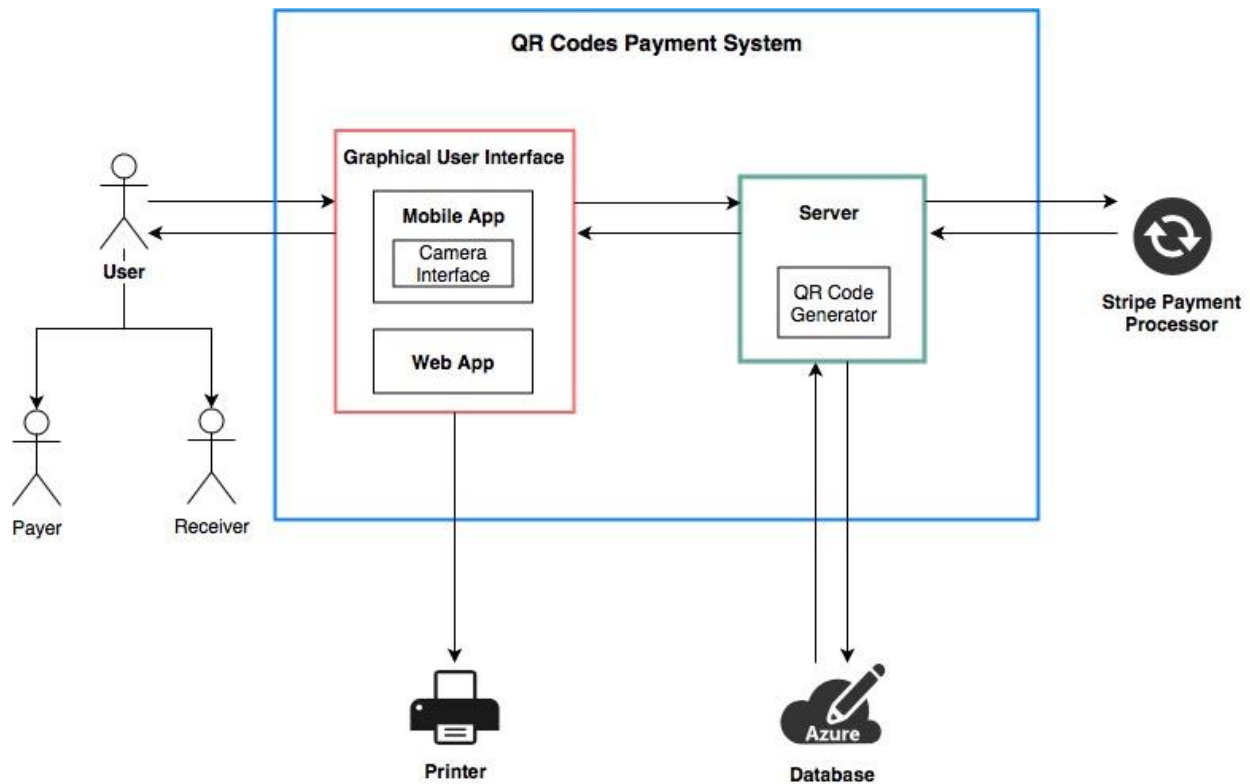 QR Codes Payment System
Graphical User Interface
Mobile App
Camera
Interface
Web App
Server
QR Code
Generator
User
Payer
Receiver
Stripe Payment
Processor
Printer
Azure
Database